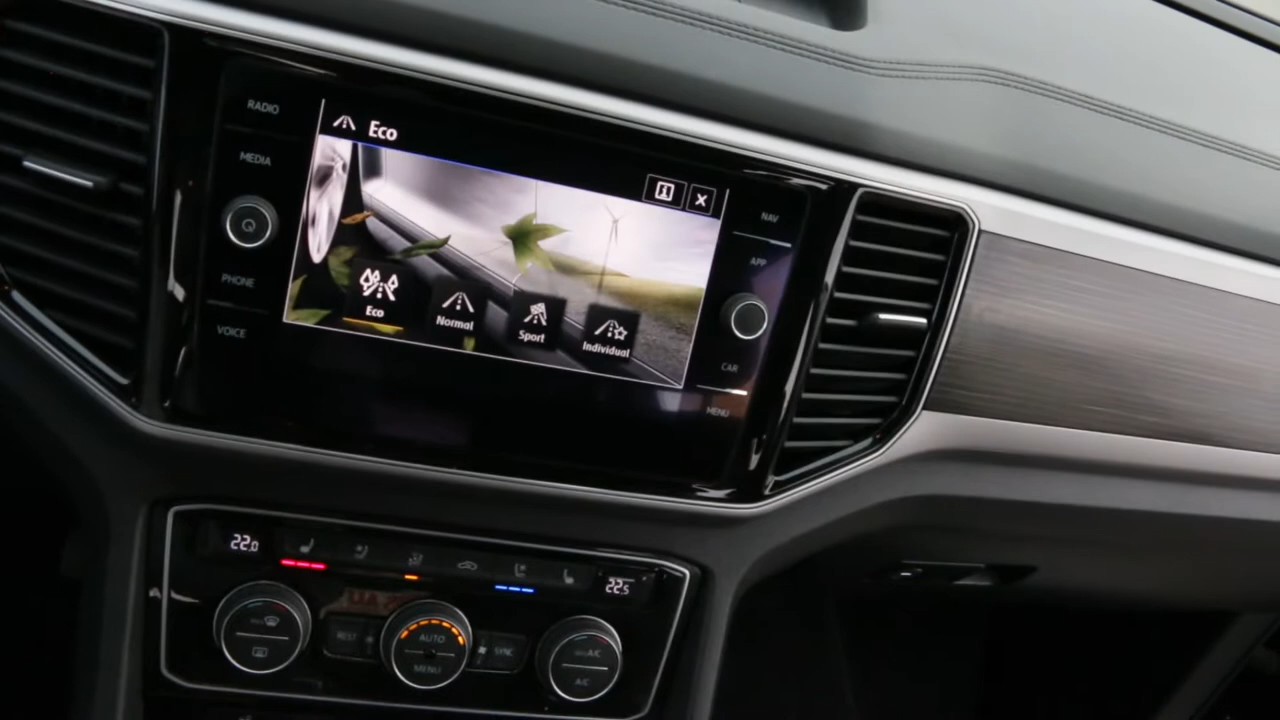 RADIO
MEDIA
PHONE
VOICE
Eco
Eco
Normal
Sport
Individual
NAV
APP
CAR
MENU
22.0
22.5
REST
AUTO
MENU
SYNC
A/C
A/C